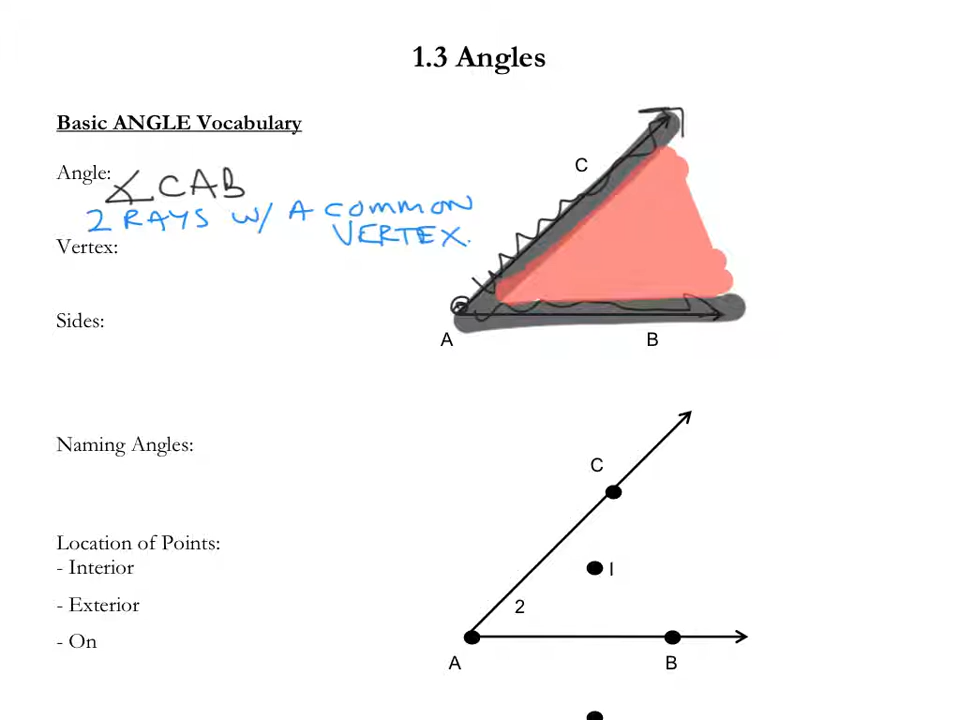 1.3 Angles
Basic ANGLE Vocabulary
Angle: ∡CAB
2 RAYS W/ A COMMON
VERTEX.
Vertex:
Sides:
C
A
B
Naming Angles:
C
Location of Points:
- Interior
I
- Exterior
2
- On
A
B